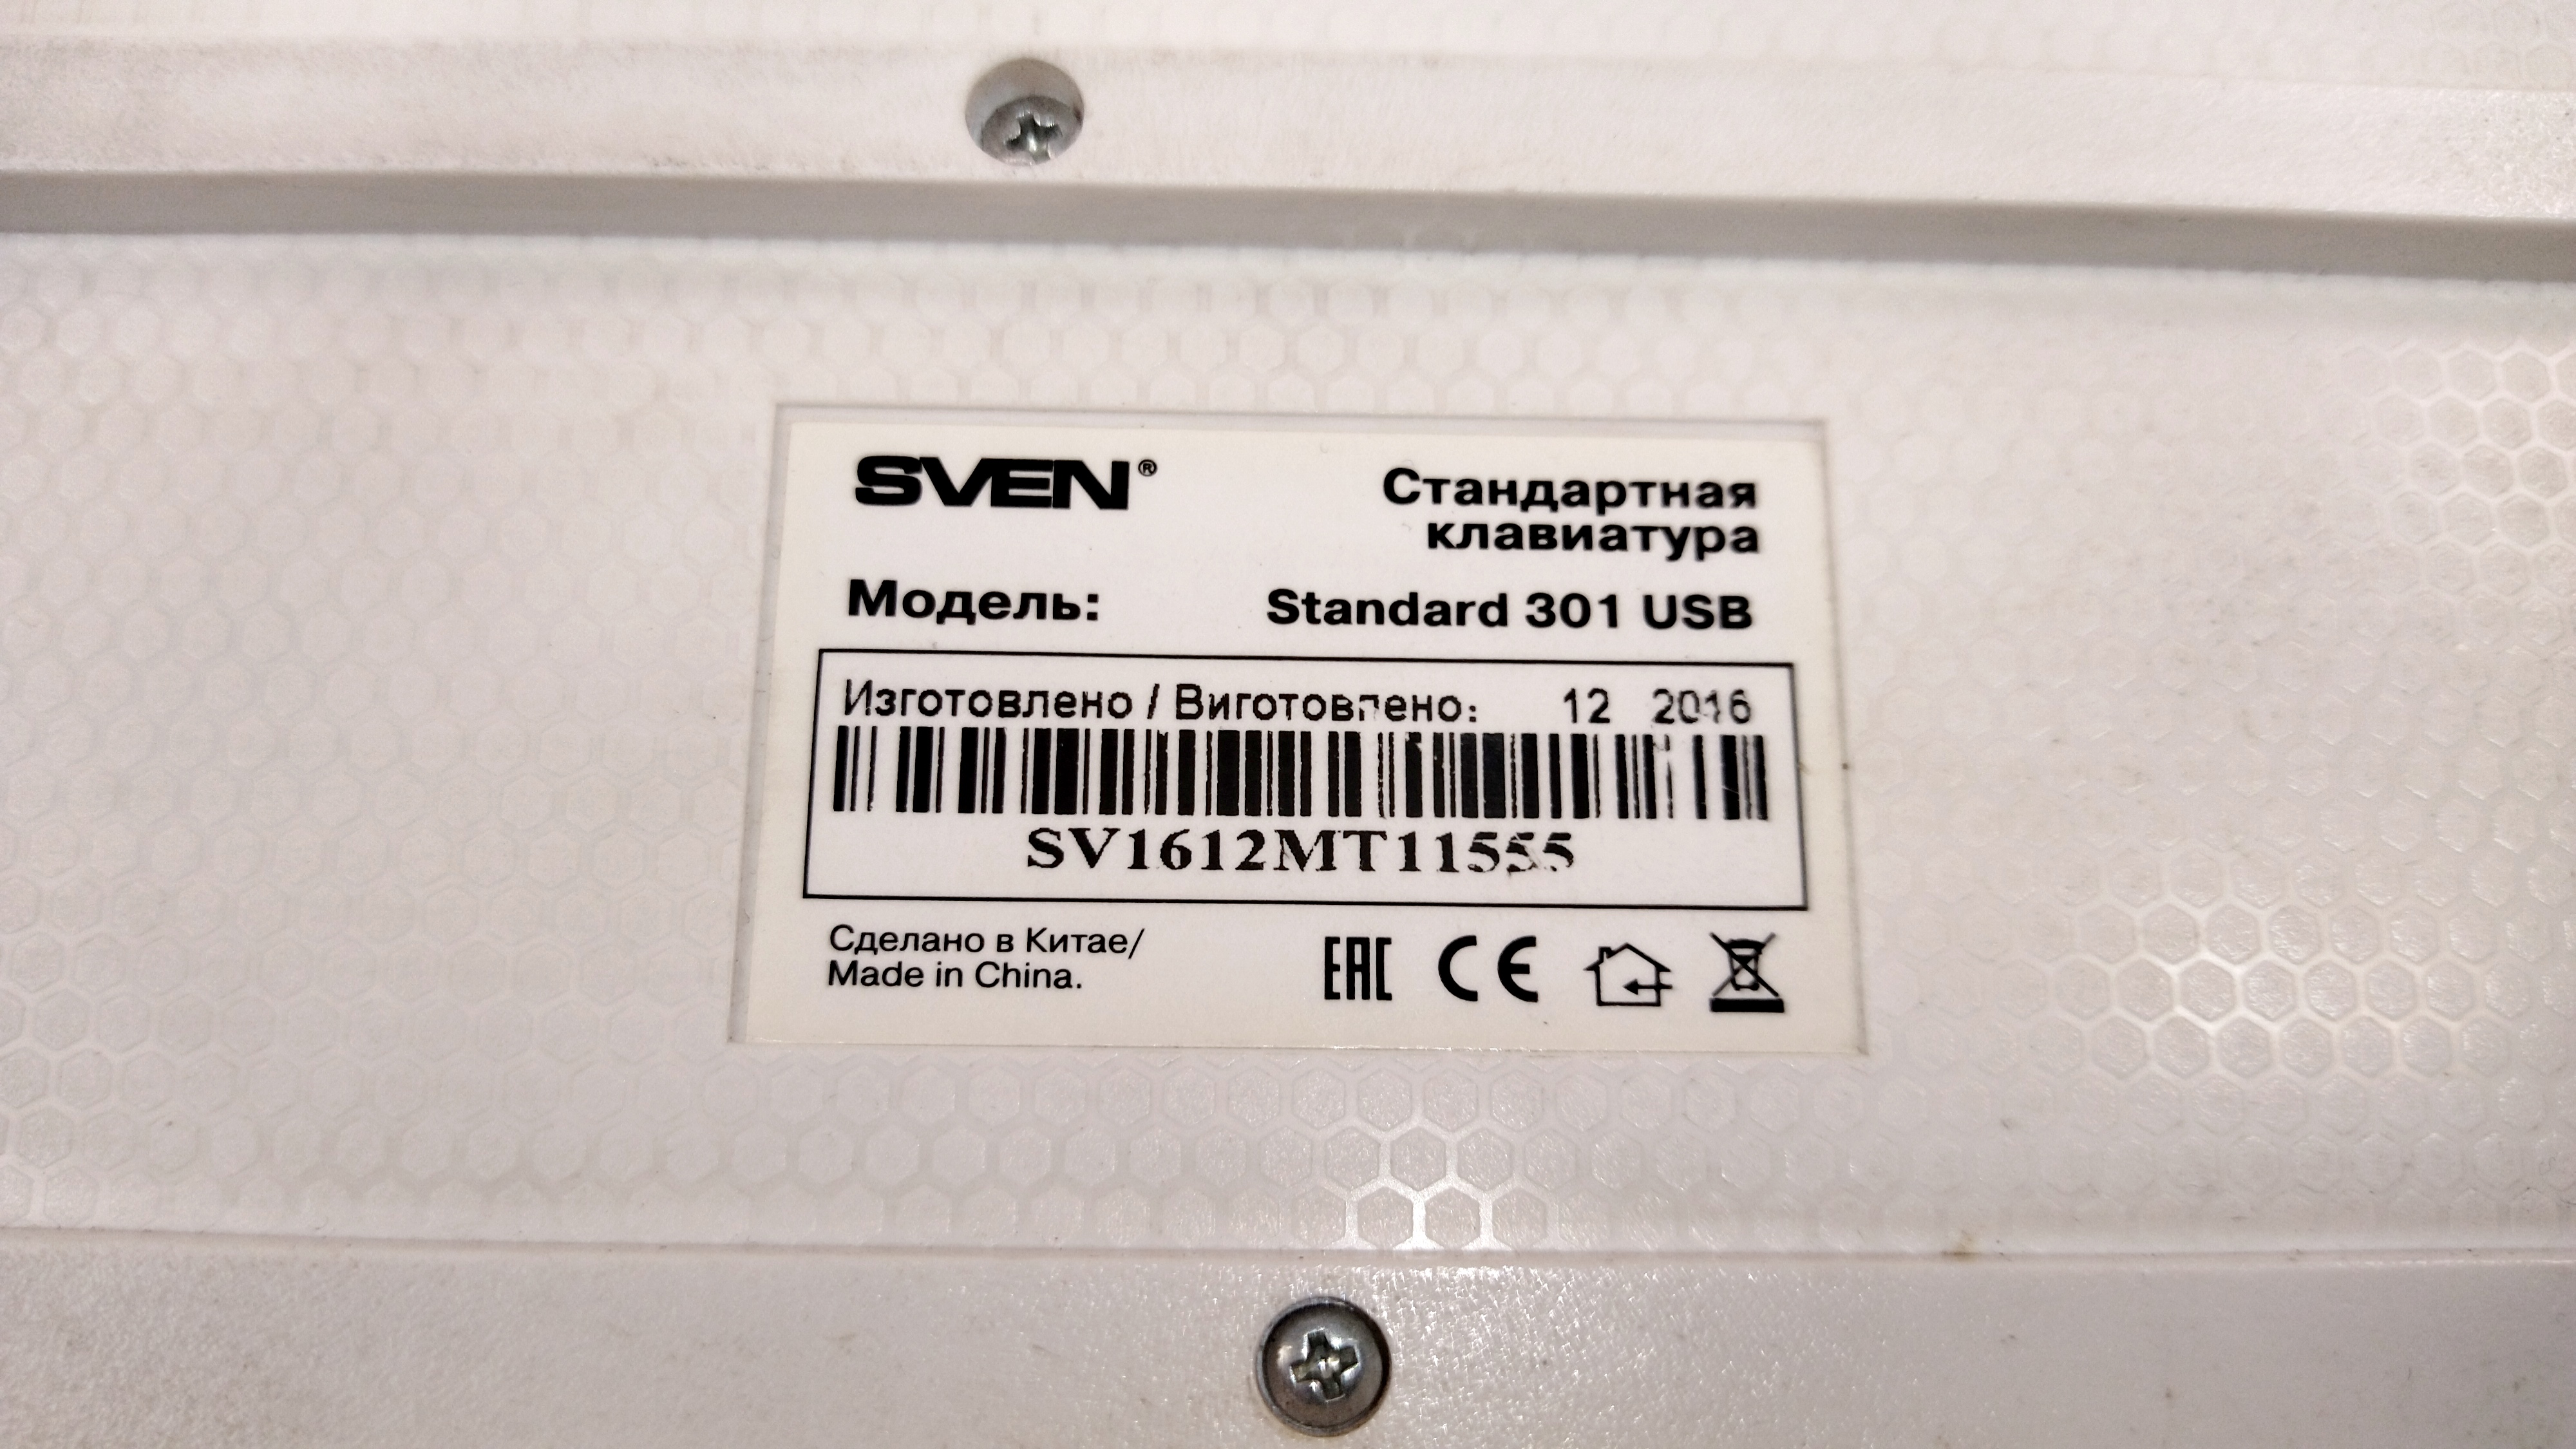 SVEN®
Стандартная
клавиатура
Модель: Standard 301 USB
Изготовлено / Виготовлено: 12 2016
SV1612MT11555
Сделано в Китае/
Made in China.
EAC CE